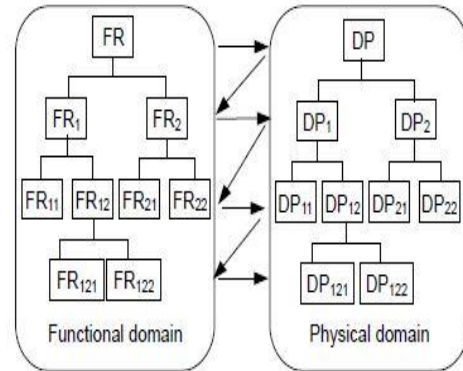 FR
FR₁ FR₂
FR₁₁ FR₁₂ FR₂₁ FR₂₂
FR₁₂₁ FR₁₂₂
Functional domain
DP
DP₁ DP₂
DP₁₁ DP₁₂ DP₂₁ DP₂₂
DP₁₂₁ DP₁₂₂
Physical domain